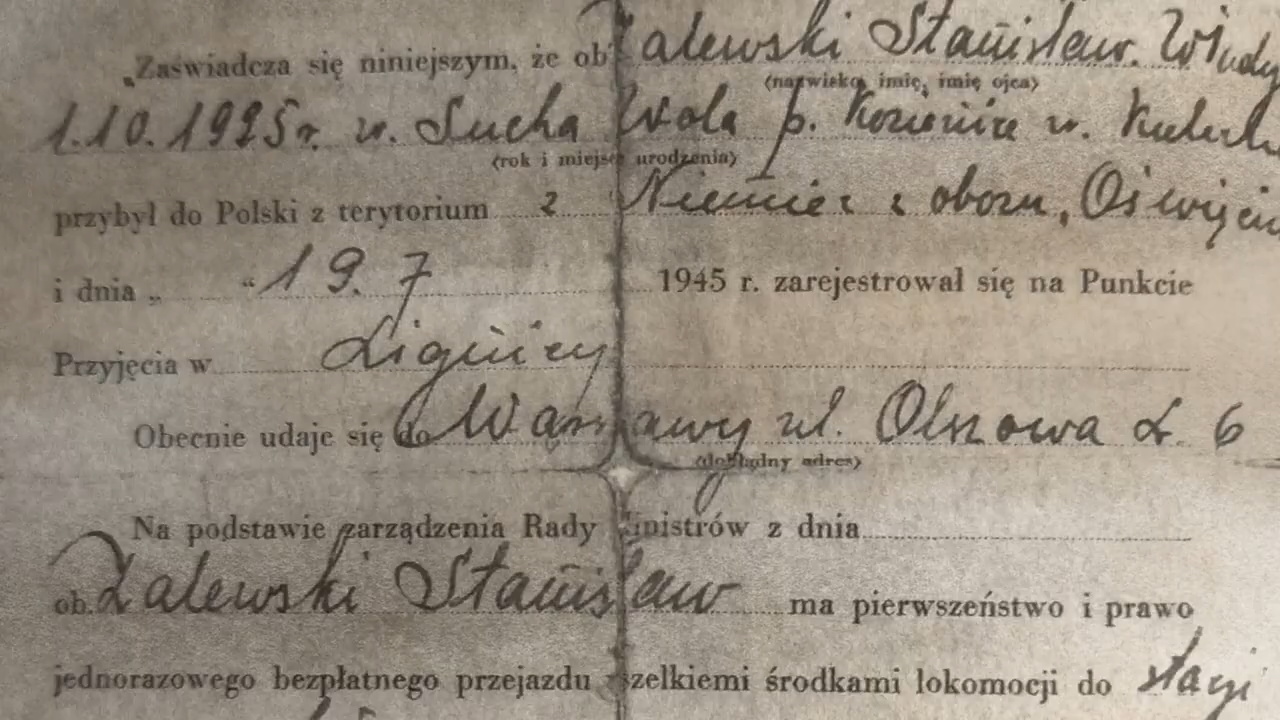 Zaświadcza się niniejszym, że ob. Zalewski Stanisław.
(nazwisko, imię, imię ojca)
1.10.1925 r. w. Sucha Wola p. Kozienice w.
(rok i miejsce urodzenia)
przybył do Polski z terytorium z Niemiec z obozu, Oświęcim
i dnia „ “ 19. 7 1945 r. zarejestrował się na Punkcie
Przyjęcia w Lignicy
Obecnie udaje się do Warszawy ul. Olszowa
(dokładny adres)
Na podstawie zarządzenia Rady Ministrów z dnia
ob. Zalewski Stanisław ma pierwszeństwo i prawo
jednorazowego bezpłatnego przejazdu wszelkiemi środkami lokomocji do stacji